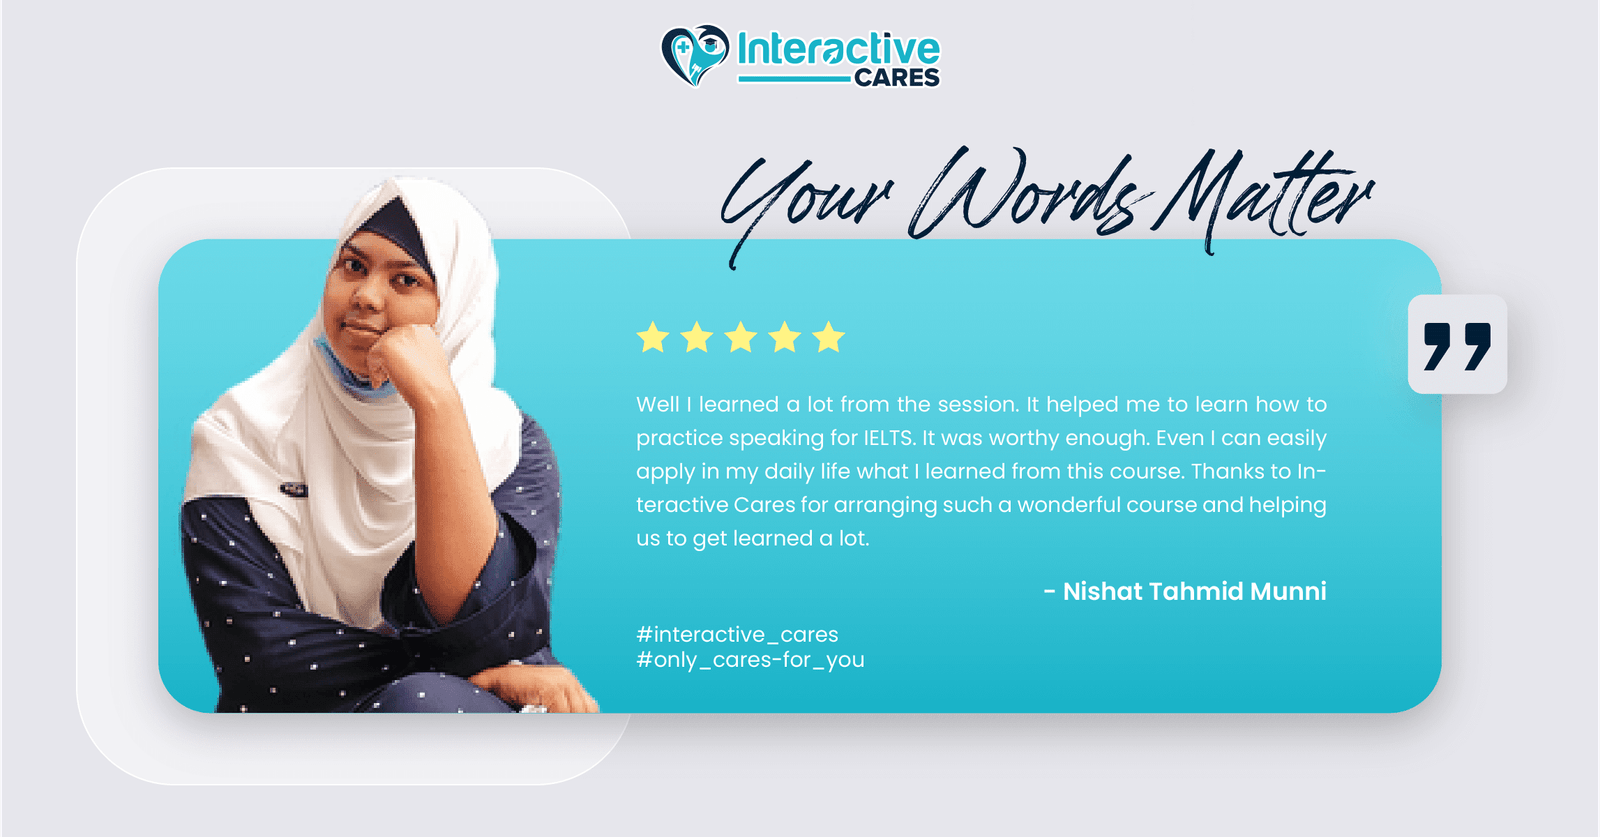 Interactive
CARES
Your Words Matter
Well I learned a lot from the session. It helped me to learn how to
practice speaking for IELTS. It was worthy enough. Even I can easily
apply in my daily life what I learned from this course. Thanks to In-
teractive Cares for arranging such a wonderful course and helping
us to get learned a lot.
- Nishat Tahmid Munni
#interactive_cares
#only_cares-for_you